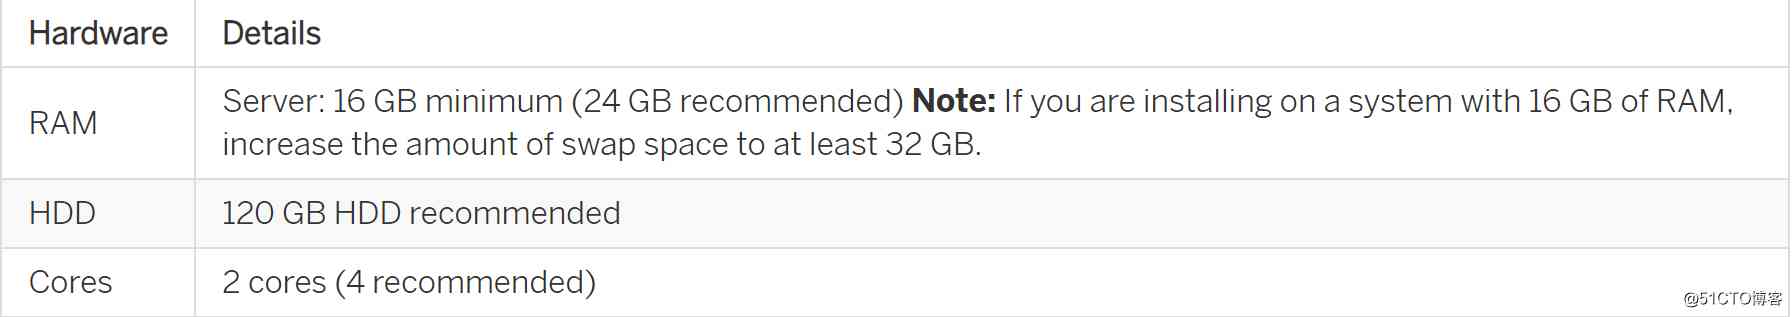 Hardware Details
RAM
Server: 16 GB minimum (24 GB recommended) Note: If you are installing on a system with 16 GB of RAM,
increase the amount of swap space to at least 32 GB.
HDD 120 GB HDD recommended
Cores 2 cores (4 recommended)
@51CTO博客